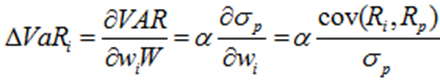 ΔVaR_i = ∂VAR / ∂w_iW = α ∂σ_p / ∂w_i = α cov(R_i, R_p) / σ_p